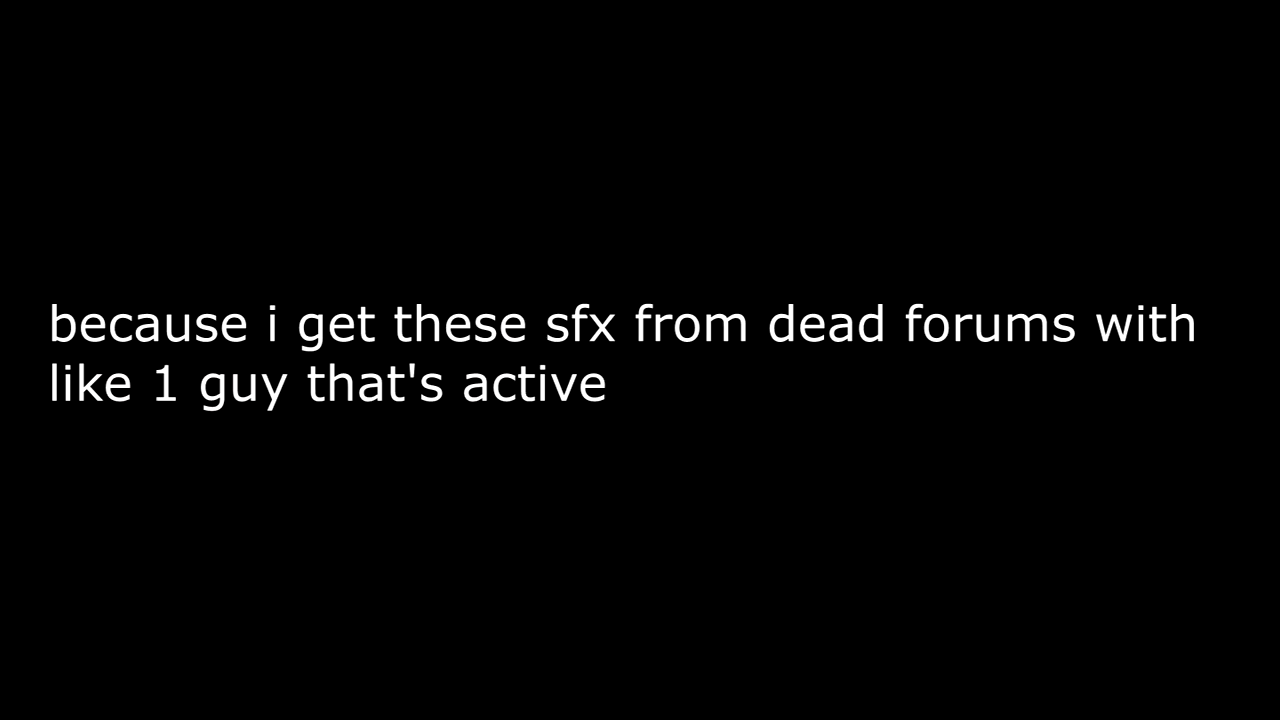 because i get these sfx from dead forums with
like 1 guy that's active